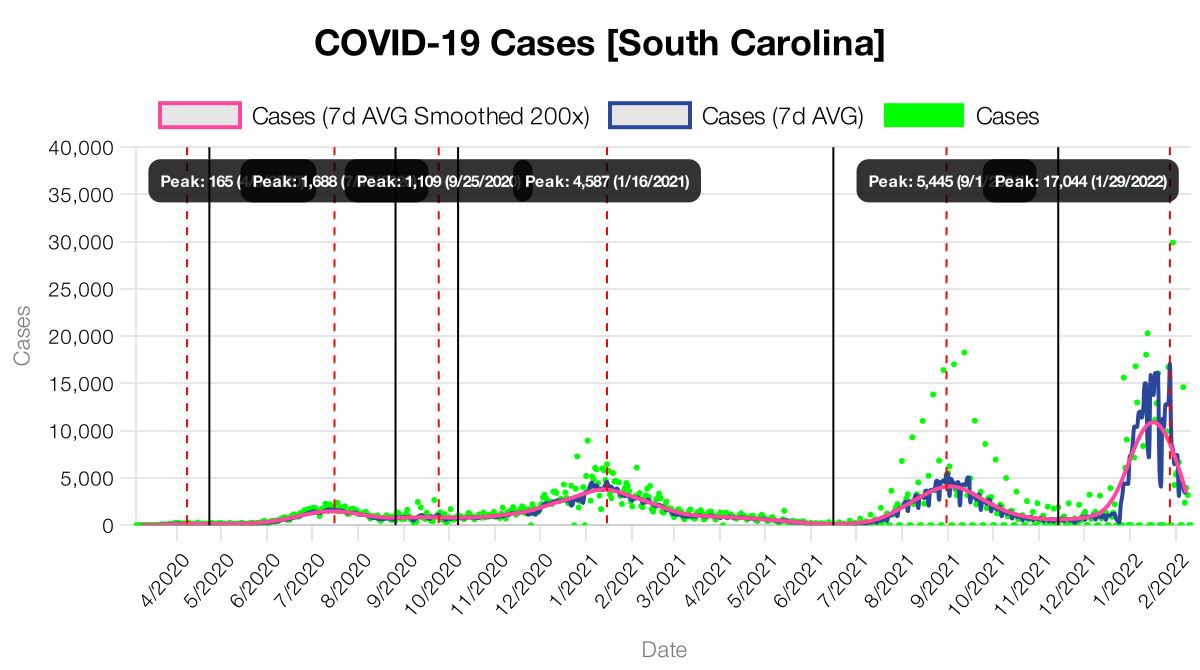 COVID-19 Cases [South Carolina]
Cases (7d AVG Smoothed 200x)
Cases (7d AVG)
Cases
40,000
35,000
30,000
25,000
20,000
15,000
10,000
5,000
0
Cases
Peak: 165
Peak: 1,688
Peak: 1,109 (9/25/2020
Peak: 4,587 (1/16/2021)
Peak: 5,445 (9/1/
Peak: 17,044 (1/29/2022)
4/2020
5/2020
6/2020
7/2020
8/2020
9/2020
10/2020
11/2020
12/2020
1/2021
2/2021
3/2021
4/2021
5/2021
6/2021
7/2021
8/2021
9/2021
10/2021
11/2021
12/2021
1/2022
2/2022
Date